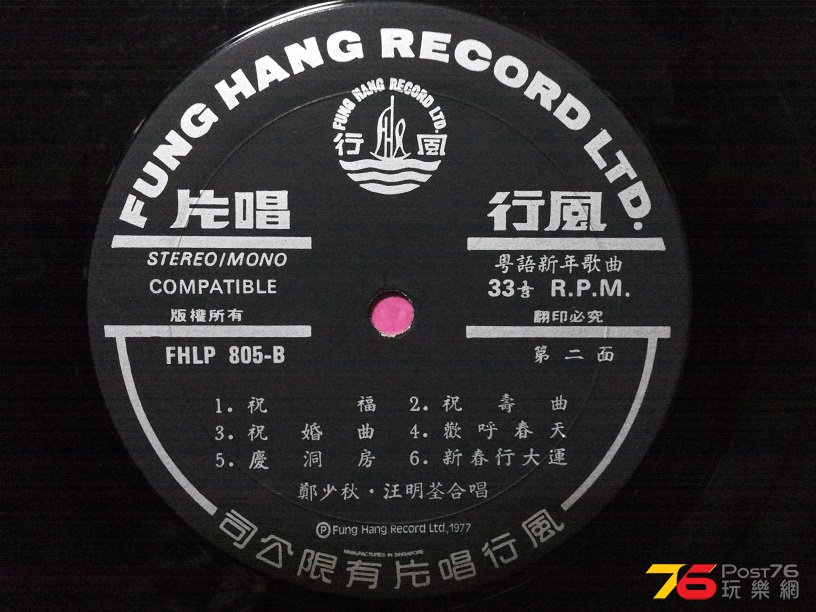 FUNG HANG RECORD LTD.
FUNG HANG RECORD LTD.
行 FHR 風
片唱 行風
STEREO/MONO
COMPATIBLE
版權所有
FHLP 805-B
粵語新年歌曲
33⅓ R.P.M.
翻印必究
第二面
1. 祝福 2. 祝壽曲
3. 祝婚曲 4. 歡呼春天
5. 慶洞房 6. 新春行大運
鄭少秋·汪明荃合唱
Ⓟ Fung Hang Record Ltd., 1977
MANUFACTURED IN SINGAPORE
司公限有片唱行風
76 POST76
玩樂網